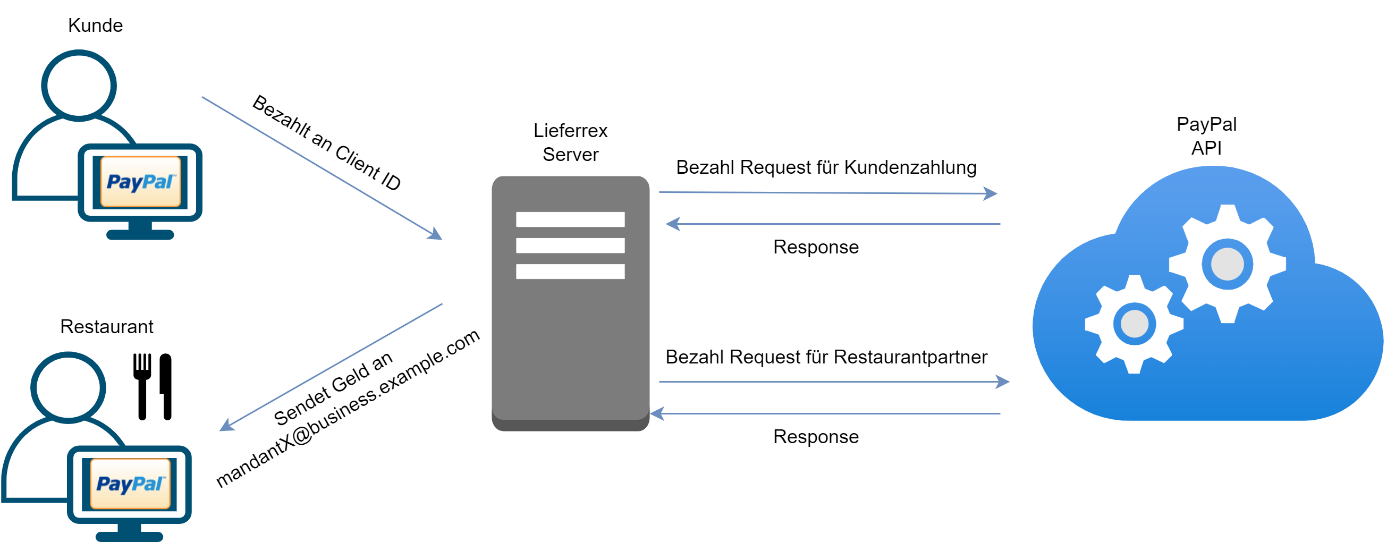 Kunde
PayPal
Bezahlt an Client ID
Lieferrex
Server
Bezahl Request für Kundenzahlung
Response
PayPal
API
Restaurant
PayPal
Sendet Geld an
mandantX@business.example.com
Bezahl Request für Restaurantpartner
Response